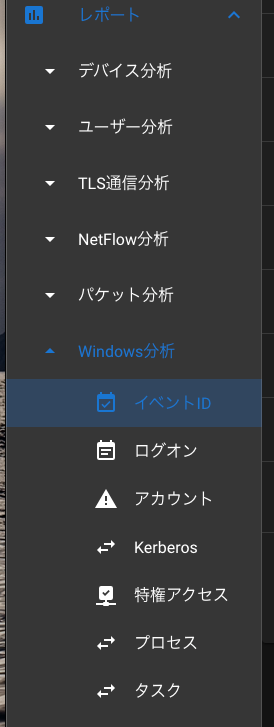 レポート
デバイス分析
ユーザー分析
TLS通信分析
NetFlow分析
パケット分析
Windows分析
イベントID
ログオン
アカウント
Kerberos
特権アクセス
プロセス
タスク